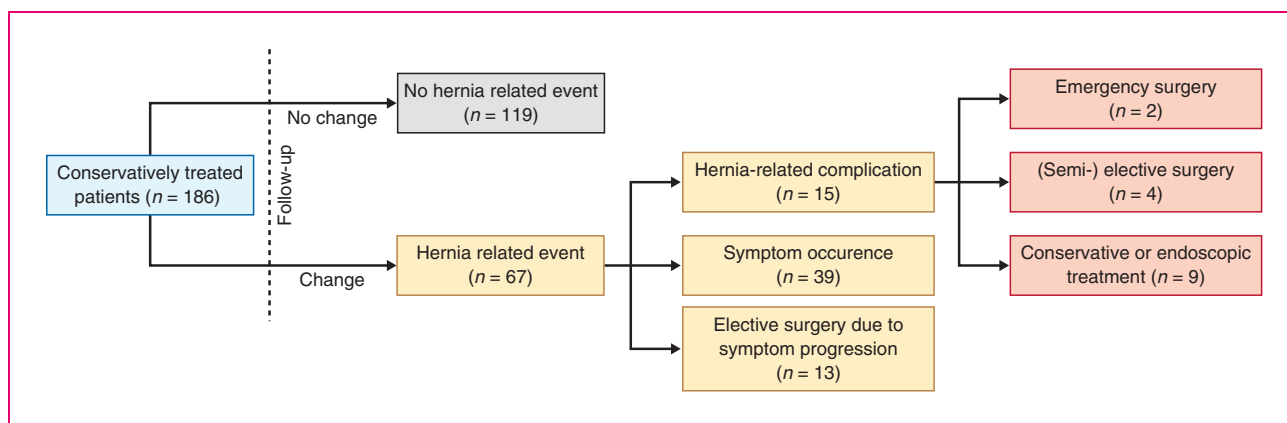 Conservatively treated
patients (n = 186)
Follow-up
No change
Change
No hernia related event
(n = 119)
Hernia related event
(n = 67)
Hernia-related complication
(n = 15)
Symptom occurence
(n = 39)
Elective surgery due to
symptom progression
(n = 13)
Emergency surgery
(n = 2)
(Semi-) elective surgery
(n = 4)
Conservative or endoscopic
treatment (n = 9)